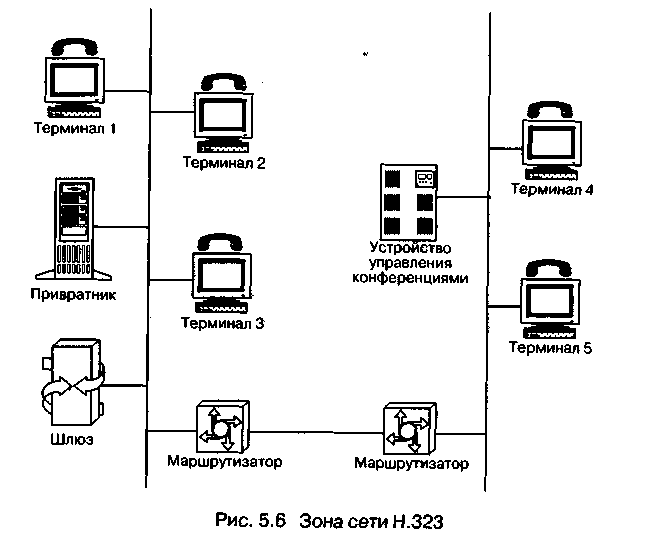 Терминал 1
Терминал 2
Терминал 4
Устройство
управления
конференциями
Привратник
Терминал 3
Терминал 5
Шлюз
Маршрутизатор
Маршрутизатор
Рис. 5.6 Зона сети H.323